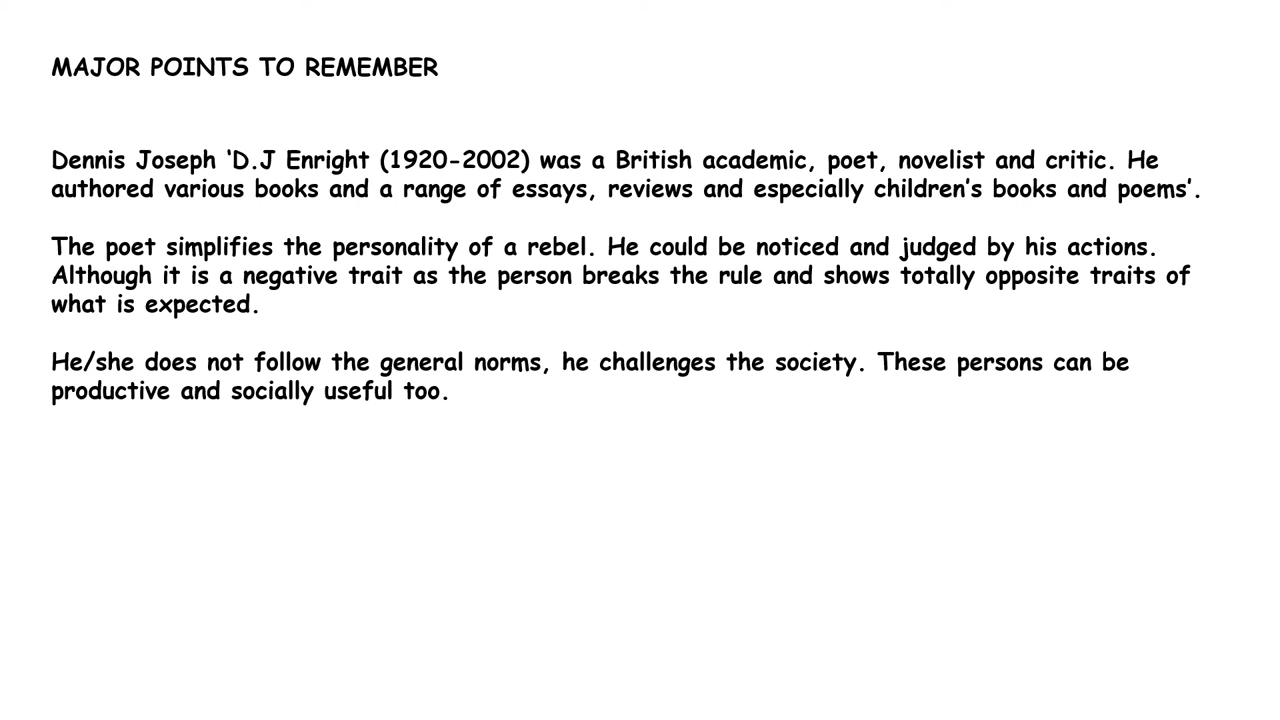 MAJOR POINTS TO REMEMBER
Dennis Joseph ‘D.J Enright (1920-2002) was a British academic, poet, novelist and critic. He
authored various books and a range of essays, reviews and especially children’s books and poems’.
The poet simplifies the personality of a rebel. He could be noticed and judged by his actions.
Although it is a negative trait as the person breaks the rule and shows totally opposite traits of
what is expected.
He/she does not follow the general norms, he challenges the society. These persons can be
productive and socially useful too.